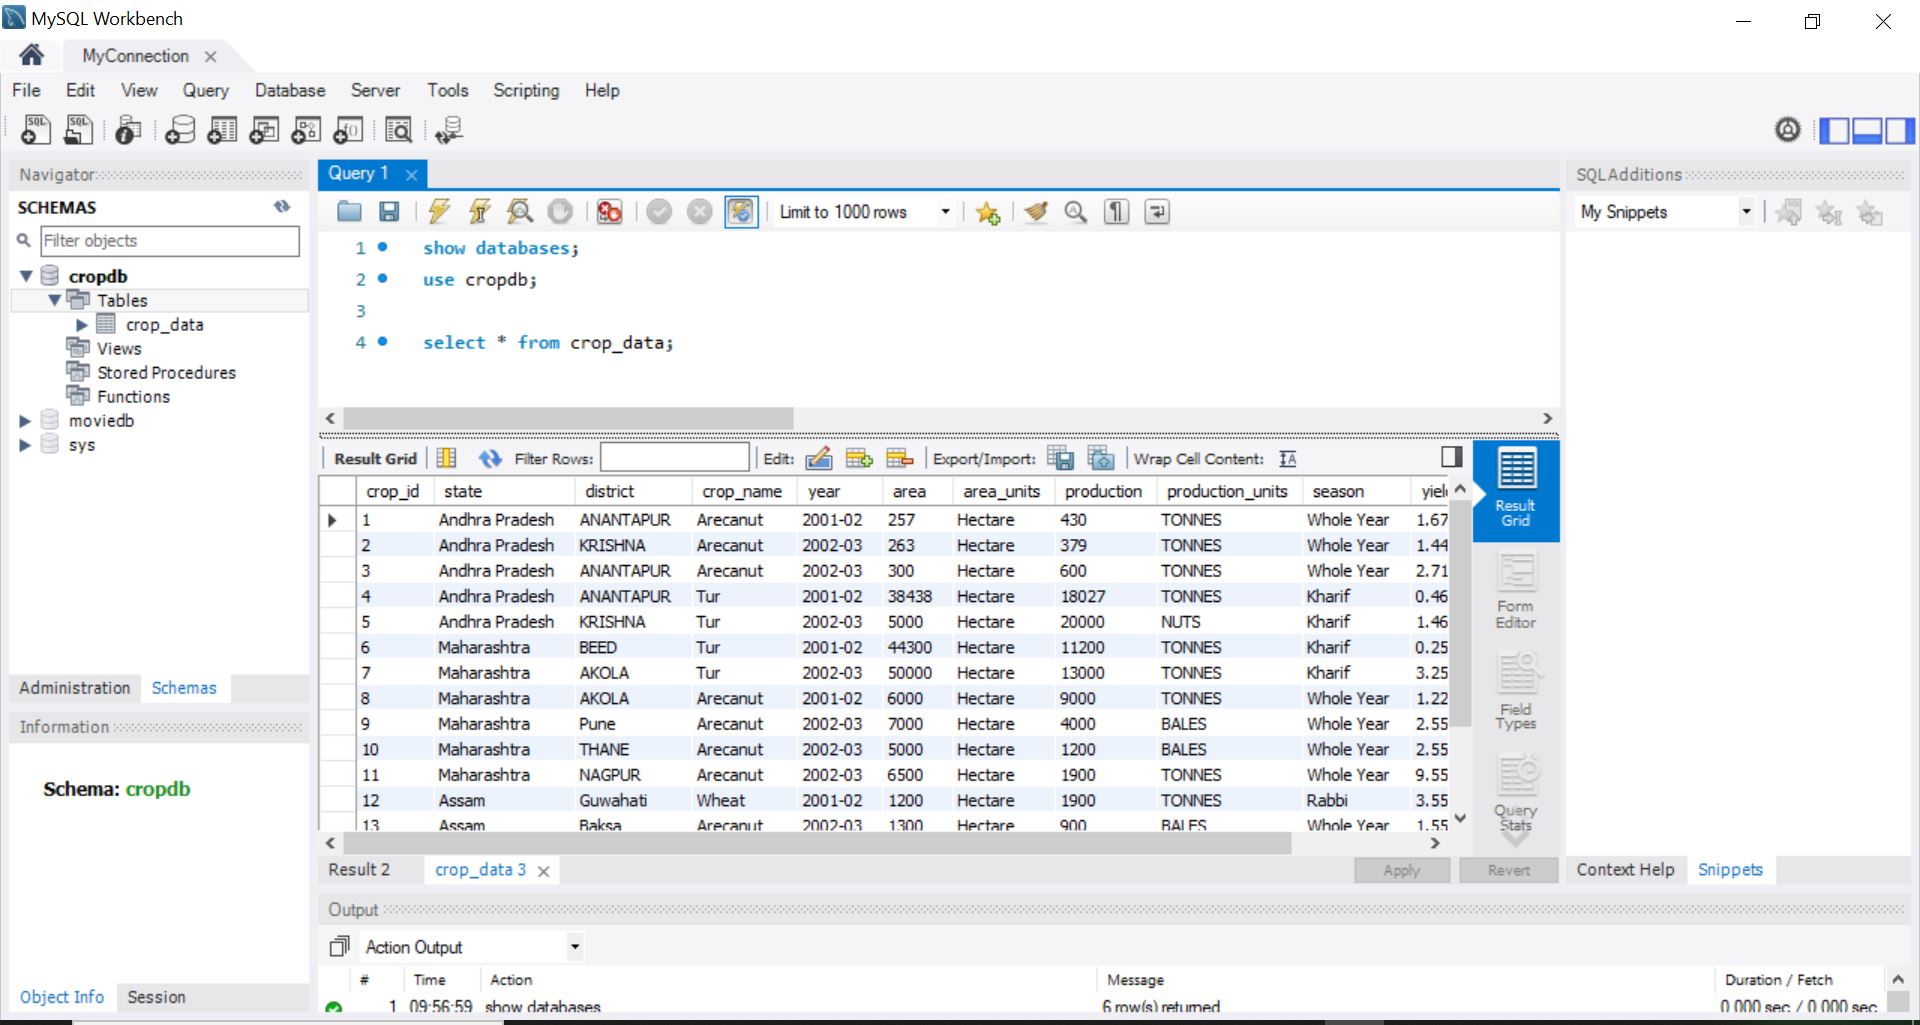 MySQL Workbench
MyConnection
File Edit View Query Database Server Tools Scripting Help
Navigator
SCHEMAS
Filter objects
cropdb
Tables
crop_data
Views
Stored Procedures
Functions
moviedb
sys
Administration Schemas
Information
Schema: cropdb
Object Info Session
Query 1
Limit to 1000 rows
1 show databases;
2 use cropdb;
3
4 select * from crop_data;
Result Grid Filter Rows: Edit: Export/Import: Wrap Cell Content:
crop_id state district crop_name year area area_units production production_units season
1 Andhra Pradesh ANANTAPUR Arecanut 2001-02 257 Hectare 430 TONNES Whole Year 1.67
2 Andhra Pradesh KRISHNA Arecanut 2002-03 263 Hectare 379 TONNES Whole Year 1.44
3 Andhra Pradesh ANANTAPUR Arecanut 2002-03 300 Hectare 600 TONNES Whole Year 2.71
4 Andhra Pradesh ANANTAPUR Tur 2001-02 38438 Hectare 18027 TONNES Kharif 0.46
5 Andhra Pradesh KRISHNA Tur 2002-03 5000 Hectare 20000 NUTS Kharif 1.46
6 Maharashtra BEED Tur 2001-02 44300 Hectare 11200 TONNES Kharif 0.25
7 Maharashtra AKOLA Tur 2002-03 50000 Hectare 13000 TONNES Kharif 3.25
8 Maharashtra AKOLA Arecanut 2001-02 6000 Hectare 9000 TONNES Whole Year 1.22
9 Maharashtra Pune Arecanut 2002-03 7000 Hectare 4000 BALES Whole Year 2.55
10 Maharashtra THANE Arecanut 2002-03 5000 Hectare 1200 BALES Whole Year 2.55
11 Maharashtra NAGPUR Arecanut 2002-03 6500 Hectare 1900 TONNES Whole Year 9.55
12 Assam Guwahati Wheat 2001-02 1200 Hectare 1900 TONNES Rabbi 3.55
13 Assam Baksa Arecanut 2002-03 1300 Hectare 900 BALES Whole Year 1.55
Result Grid
Form Editor
Field Types
Query Stats
Result 2 crop_data 3 Apply Revert
SQLAdditions
My Snippets
Context Help Snippets
Output
Action Output
# Time Action Message Duration / Fetch
1 09:56:59 show databases 6 row(s) returned 0.000 sec / 0.000 sec